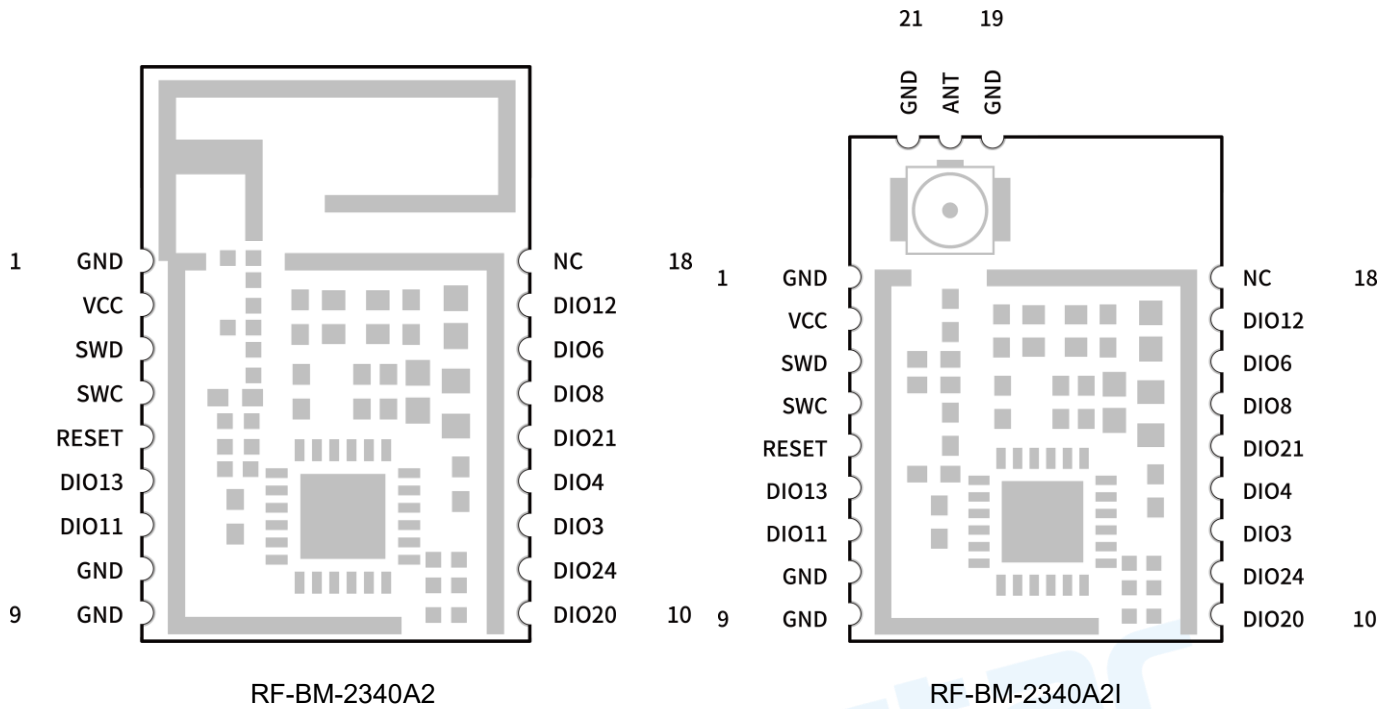 21 19
GND ANT GND
1 GND NC 18
VCC DIO12
SWD DIO6
SWC DIO8
RESET DIO21
DIO13 DIO4
DIO11 DIO3
GND DIO24
9 GND DIO20 10
RF-BM-2340A2
1 GND NC 18
VCC DIO12
SWD DIO6
SWC DIO8
RESET DIO21
DIO13 DIO4
DIO11 DIO3
GND DIO24
9 GND DIO20 10
RF-BM-2340A2I